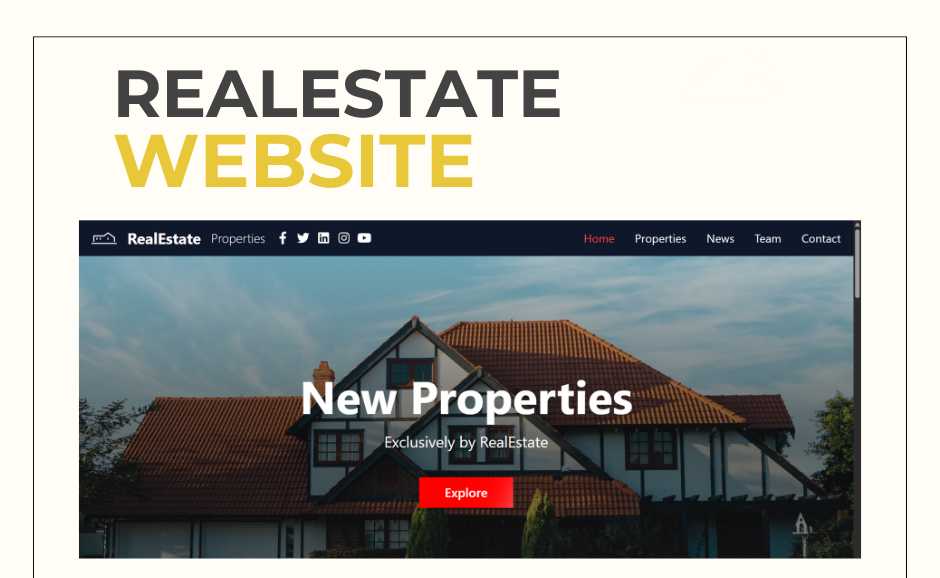 REALESTATE
WEBSITE
RealEstate Properties Home Properties News Team Contact
New Properties
Exclusively by RealEstate
Explore